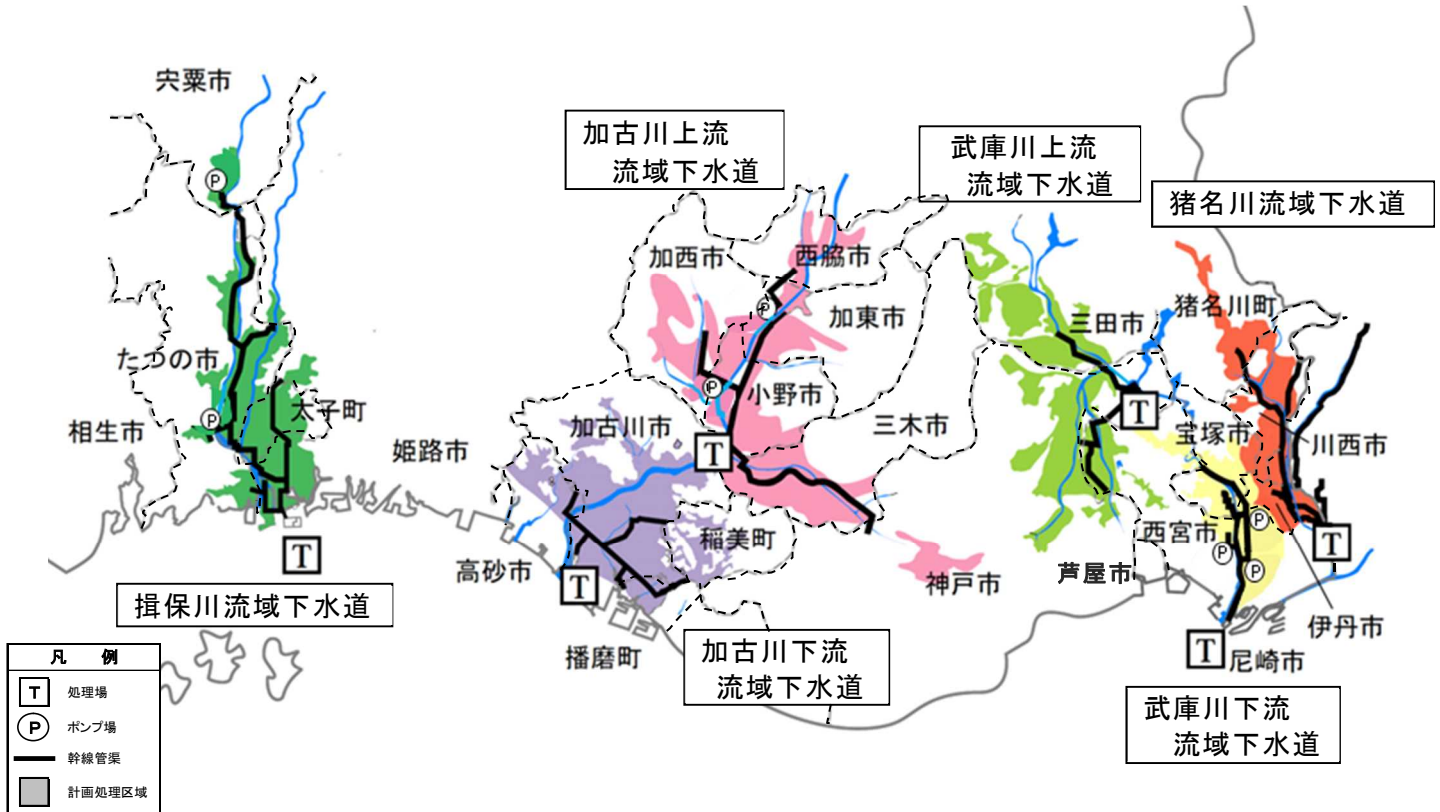 宍粟市
加古川上流
流域下水道
武庫川上流
流域下水道
猪名川流域下水道
加西市
西脇市
P
P
加東市
三田市
猪名川町
たつの市
太子町
P
相生市
P
小野市
T
三木市
宝塚市
川西市
加古川市
姫路市
T
P
P
P
T
西宮市
稲美町
高砂市
T
T
神戸市
芦屋市
伊丹市
揖保川流域下水道
播磨町
加古川下流
流域下水道
T
尼崎市
武庫川下流
流域下水道
凡 例
T 処理場
P ポンプ場
幹線管渠
計画処理区域